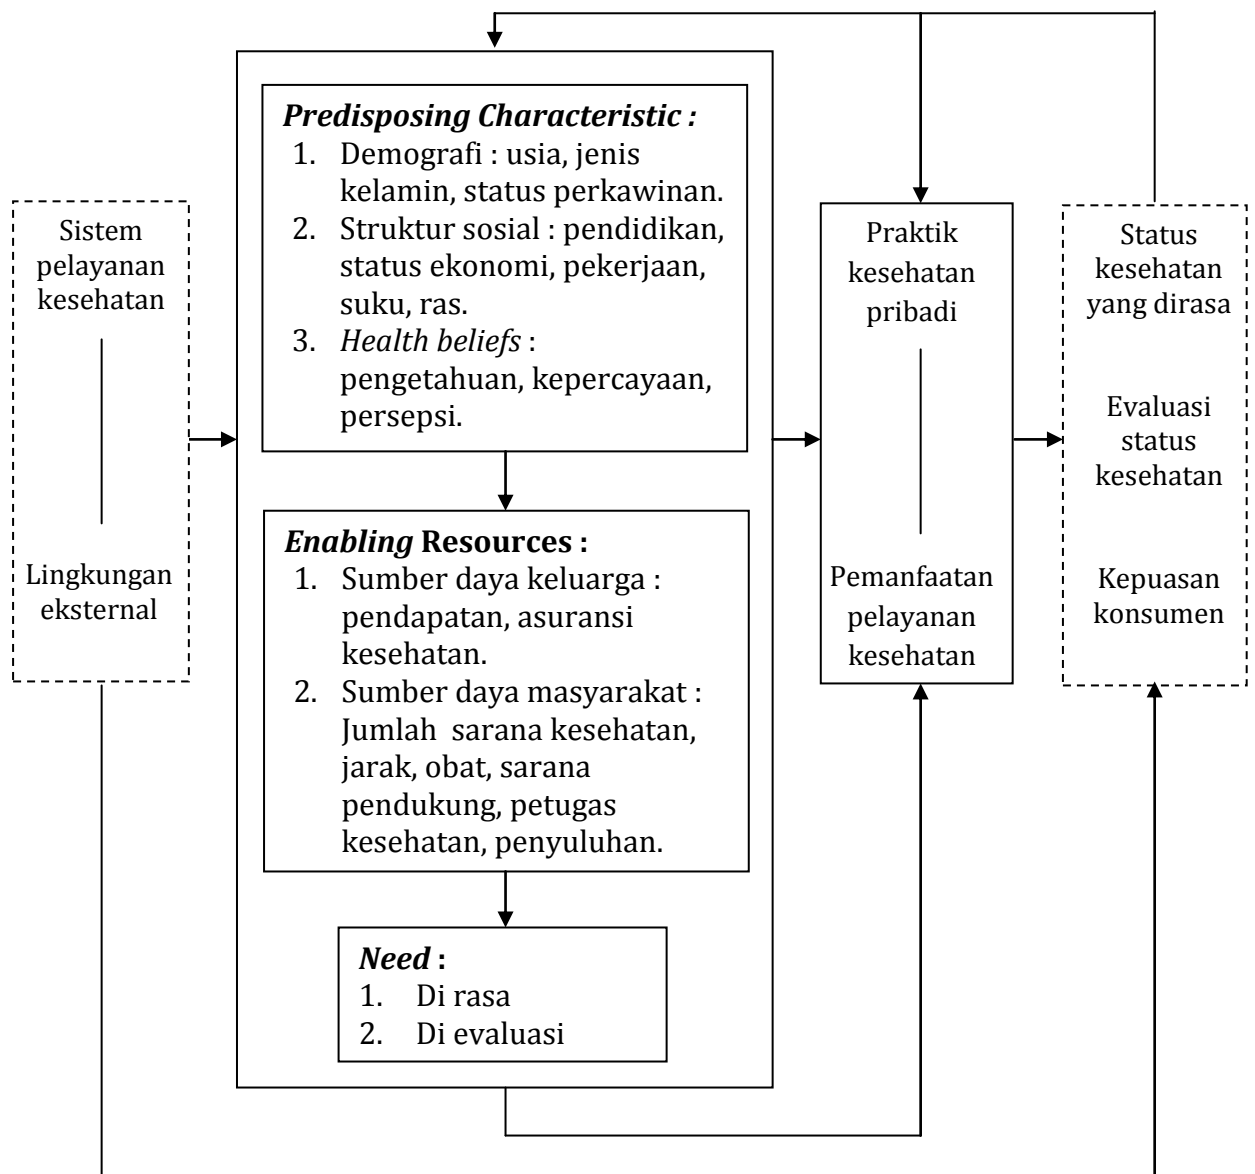 Sistem
pelayanan
kesehatan
Lingkungan
eksternal
Predisposing Characteristic :
1. Demografi : usia, jenis
kelamin, status perkawinan.
2. Struktur sosial : pendidikan,
status ekonomi, pekerjaan,
suku, ras.
3. Health beliefs :
pengetahuan, kepercayaan,
persepsi.
Enabling Resources :
1. Sumber daya keluarga :
pendapatan, asuransi
kesehatan.
2. Sumber daya masyarakat :
Jumlah sarana kesehatan,
jarak, obat, sarana
pendukung, petugas
kesehatan, penyuluhan.
Need :
1. Di rasa
2. Di evaluasi
Praktik
kesehatan
pribadi
Pemanfaatan
pelayanan
kesehatan
Status
kesehatan
yang dirasa
Evaluasi
status
kesehatan
Kepuasan
konsumen